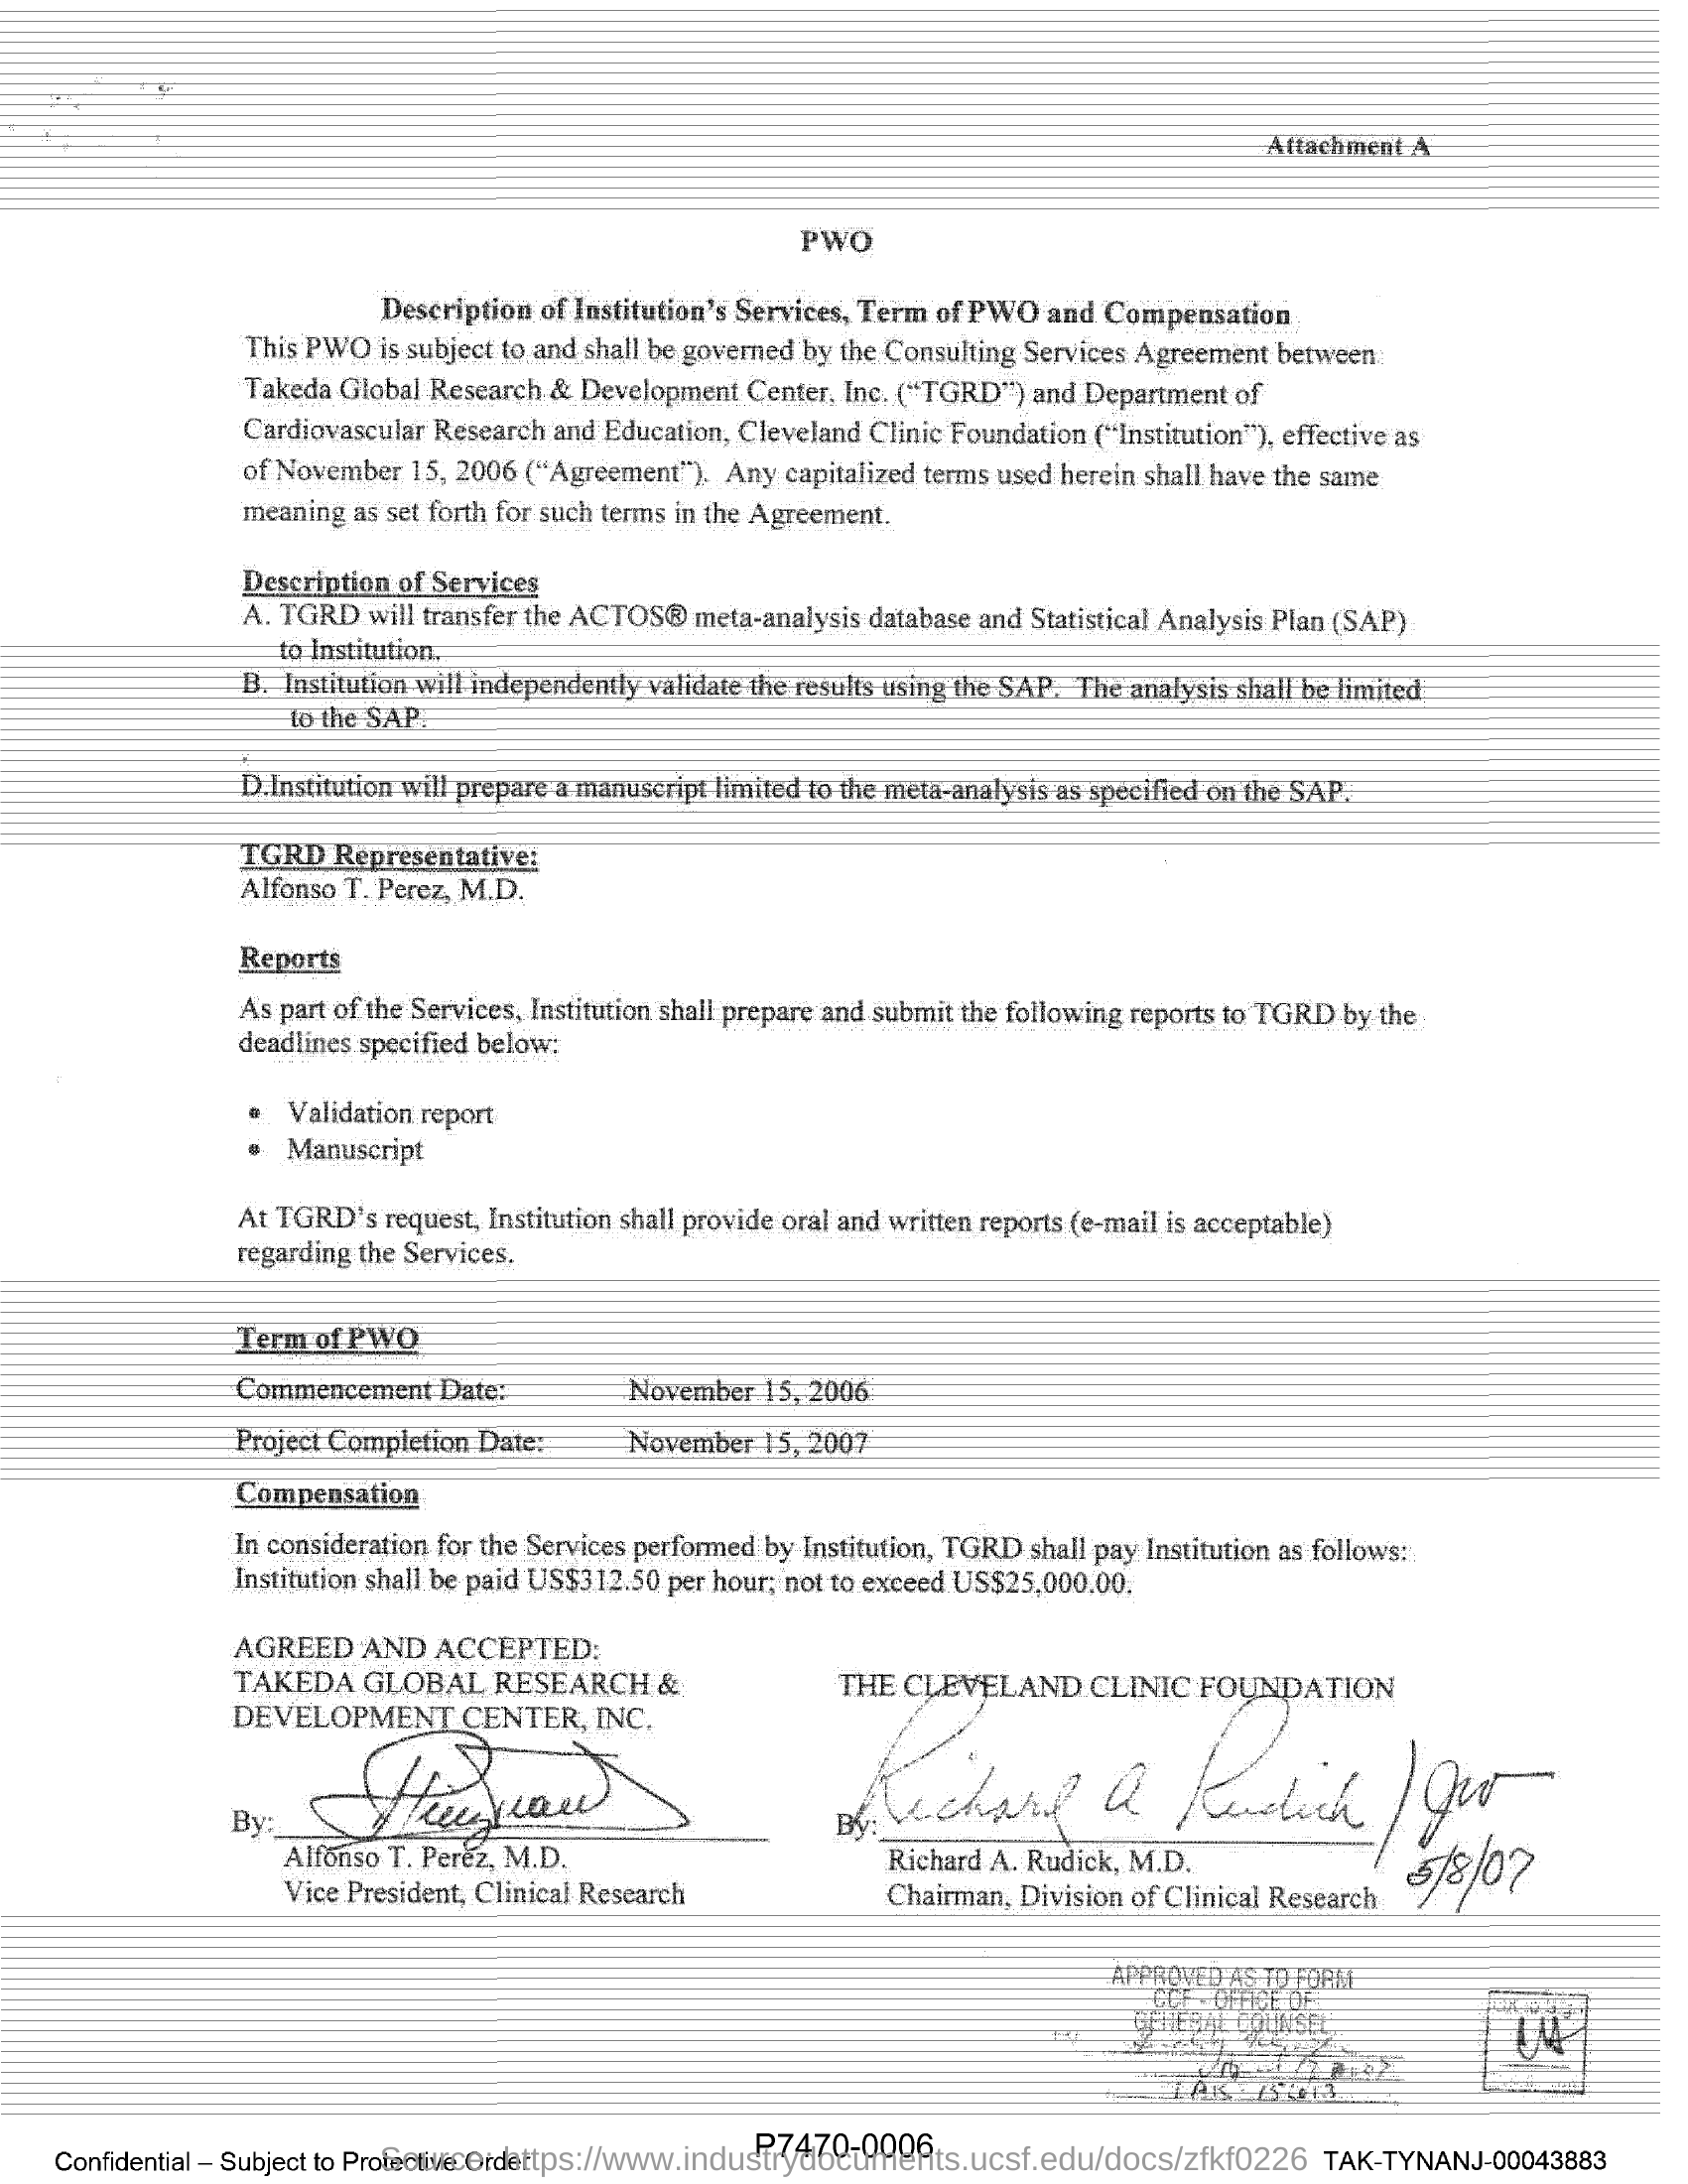 Attachment A
PWO
Description of Institution's Services, Term of PWO and Compensation
This PWO is subject to and shall be governed by the Consulting Services Agreement between
Takeda Global Research & Development Center, Inc. ("TGRD") and Department of
Cardiovascular Research and Education, Cleveland Clinic Foundation ("Institution"), effective as
of November 15, 2006 ("Agreement"). Any capitalized terms used herein shall have the same
meaning as set forth for such terms in the Agreement.
Description of Services
A. TGRD will transfer the ACTOS® meta-analysis database and Statistical Analysis Plan (SAP)
to Institution.
B. Institution will independently validate the results using the SAP. The analysis shall be limited
to the SAP.
D.Institution will prepare a manuscript limited to the meta-analysis as specified on the SAP.
TGRD Representative:
Alfonso T. Perez, M.D.
Reports
As part of the Services, Institution shall prepare and submit the following reports to TGRD by the
deadlines specified below:
• Validation report
• Manuscript
At TGRD's request, Institution shall provide oral and written reports (e-mail is acceptable)
regarding the Services.
Term of PWO
Commencement Date: November 15, 2006
Project Completion Date: November 15, 2007
Compensation
In consideration for the Services performed by Institution, TGRD shall pay Institution as follows:
Institution shall be paid US$312.50 per hour; not to exceed US$25,000.00.
AGREED AND ACCEPTED:
TAKEDA GLOBAL RESEARCH & THE CLEVELAND CLINIC FOUNDATION
DEVELOPMENT CENTER, INC.
By: By: Richard A Rudick
Alfonso T. Perez, M.D. Richard A. Rudick, M.D. 5/8/07
Vice President, Clinical Research Chairman, Division of Clinical Research
APPROVED AS TO FORM
CCF - OFFICE OF
GENERAL COUNSEL
P7470-0006
Confidential – Subject to Protective Order TAK-TYNANJ-00043883
Source: https://www.industrydocuments.ucsf.edu/docs/zfkf0226